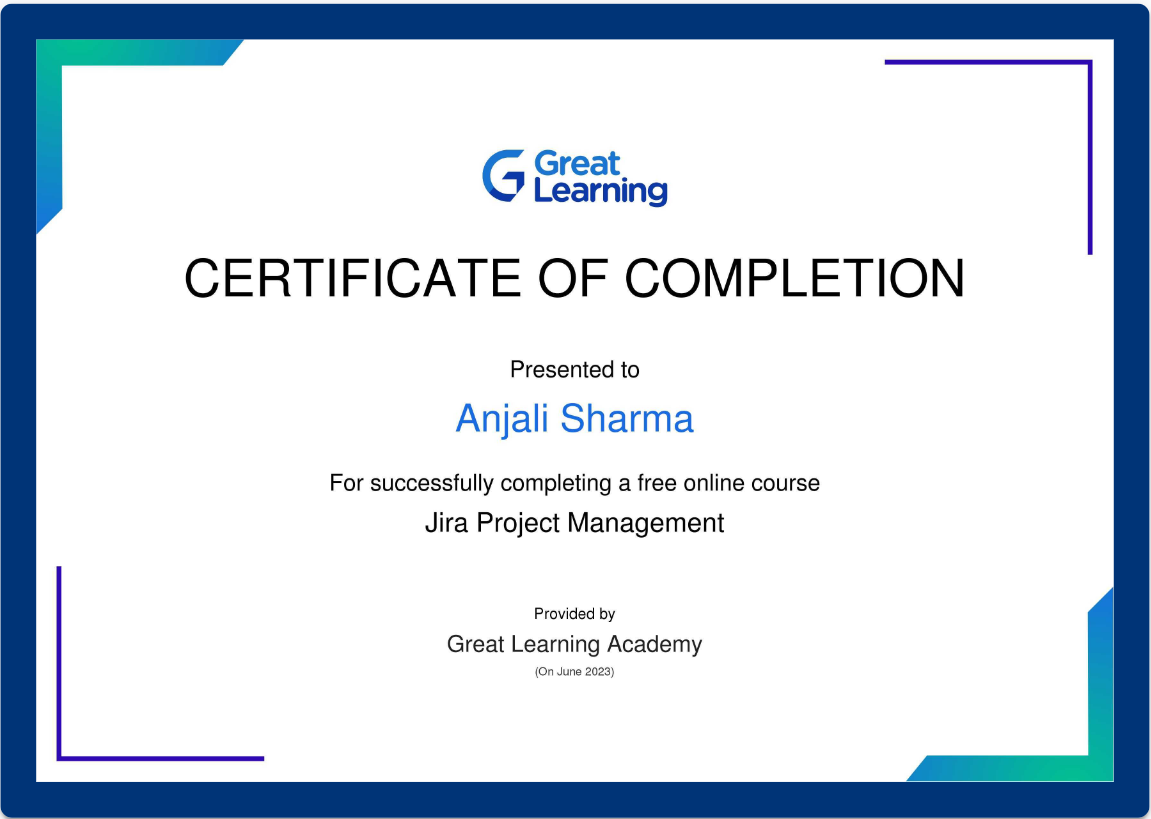 Great
Learning
CERTIFICATE OF COMPLETION
Presented to
Anjali Sharma
For successfully completing a free online course
Jira Project Management
Provided by
Great Learning Academy
(On June 2023)